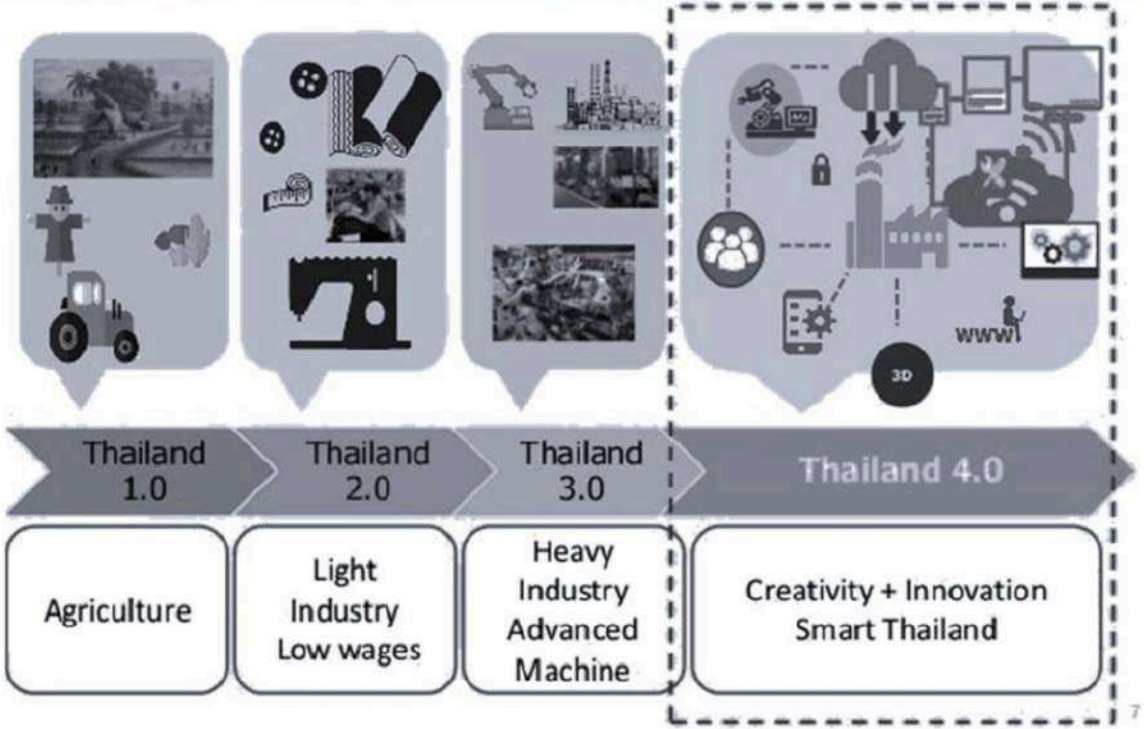 3D
www
Thailand
1.0
Thailand
2.0
Thailand
3.0
Thailand 4.0
Agriculture
Light
Industry
Low wages
Heavy
Industry
Advanced
Machine
Creativity + Innovation
Smart Thailand
7